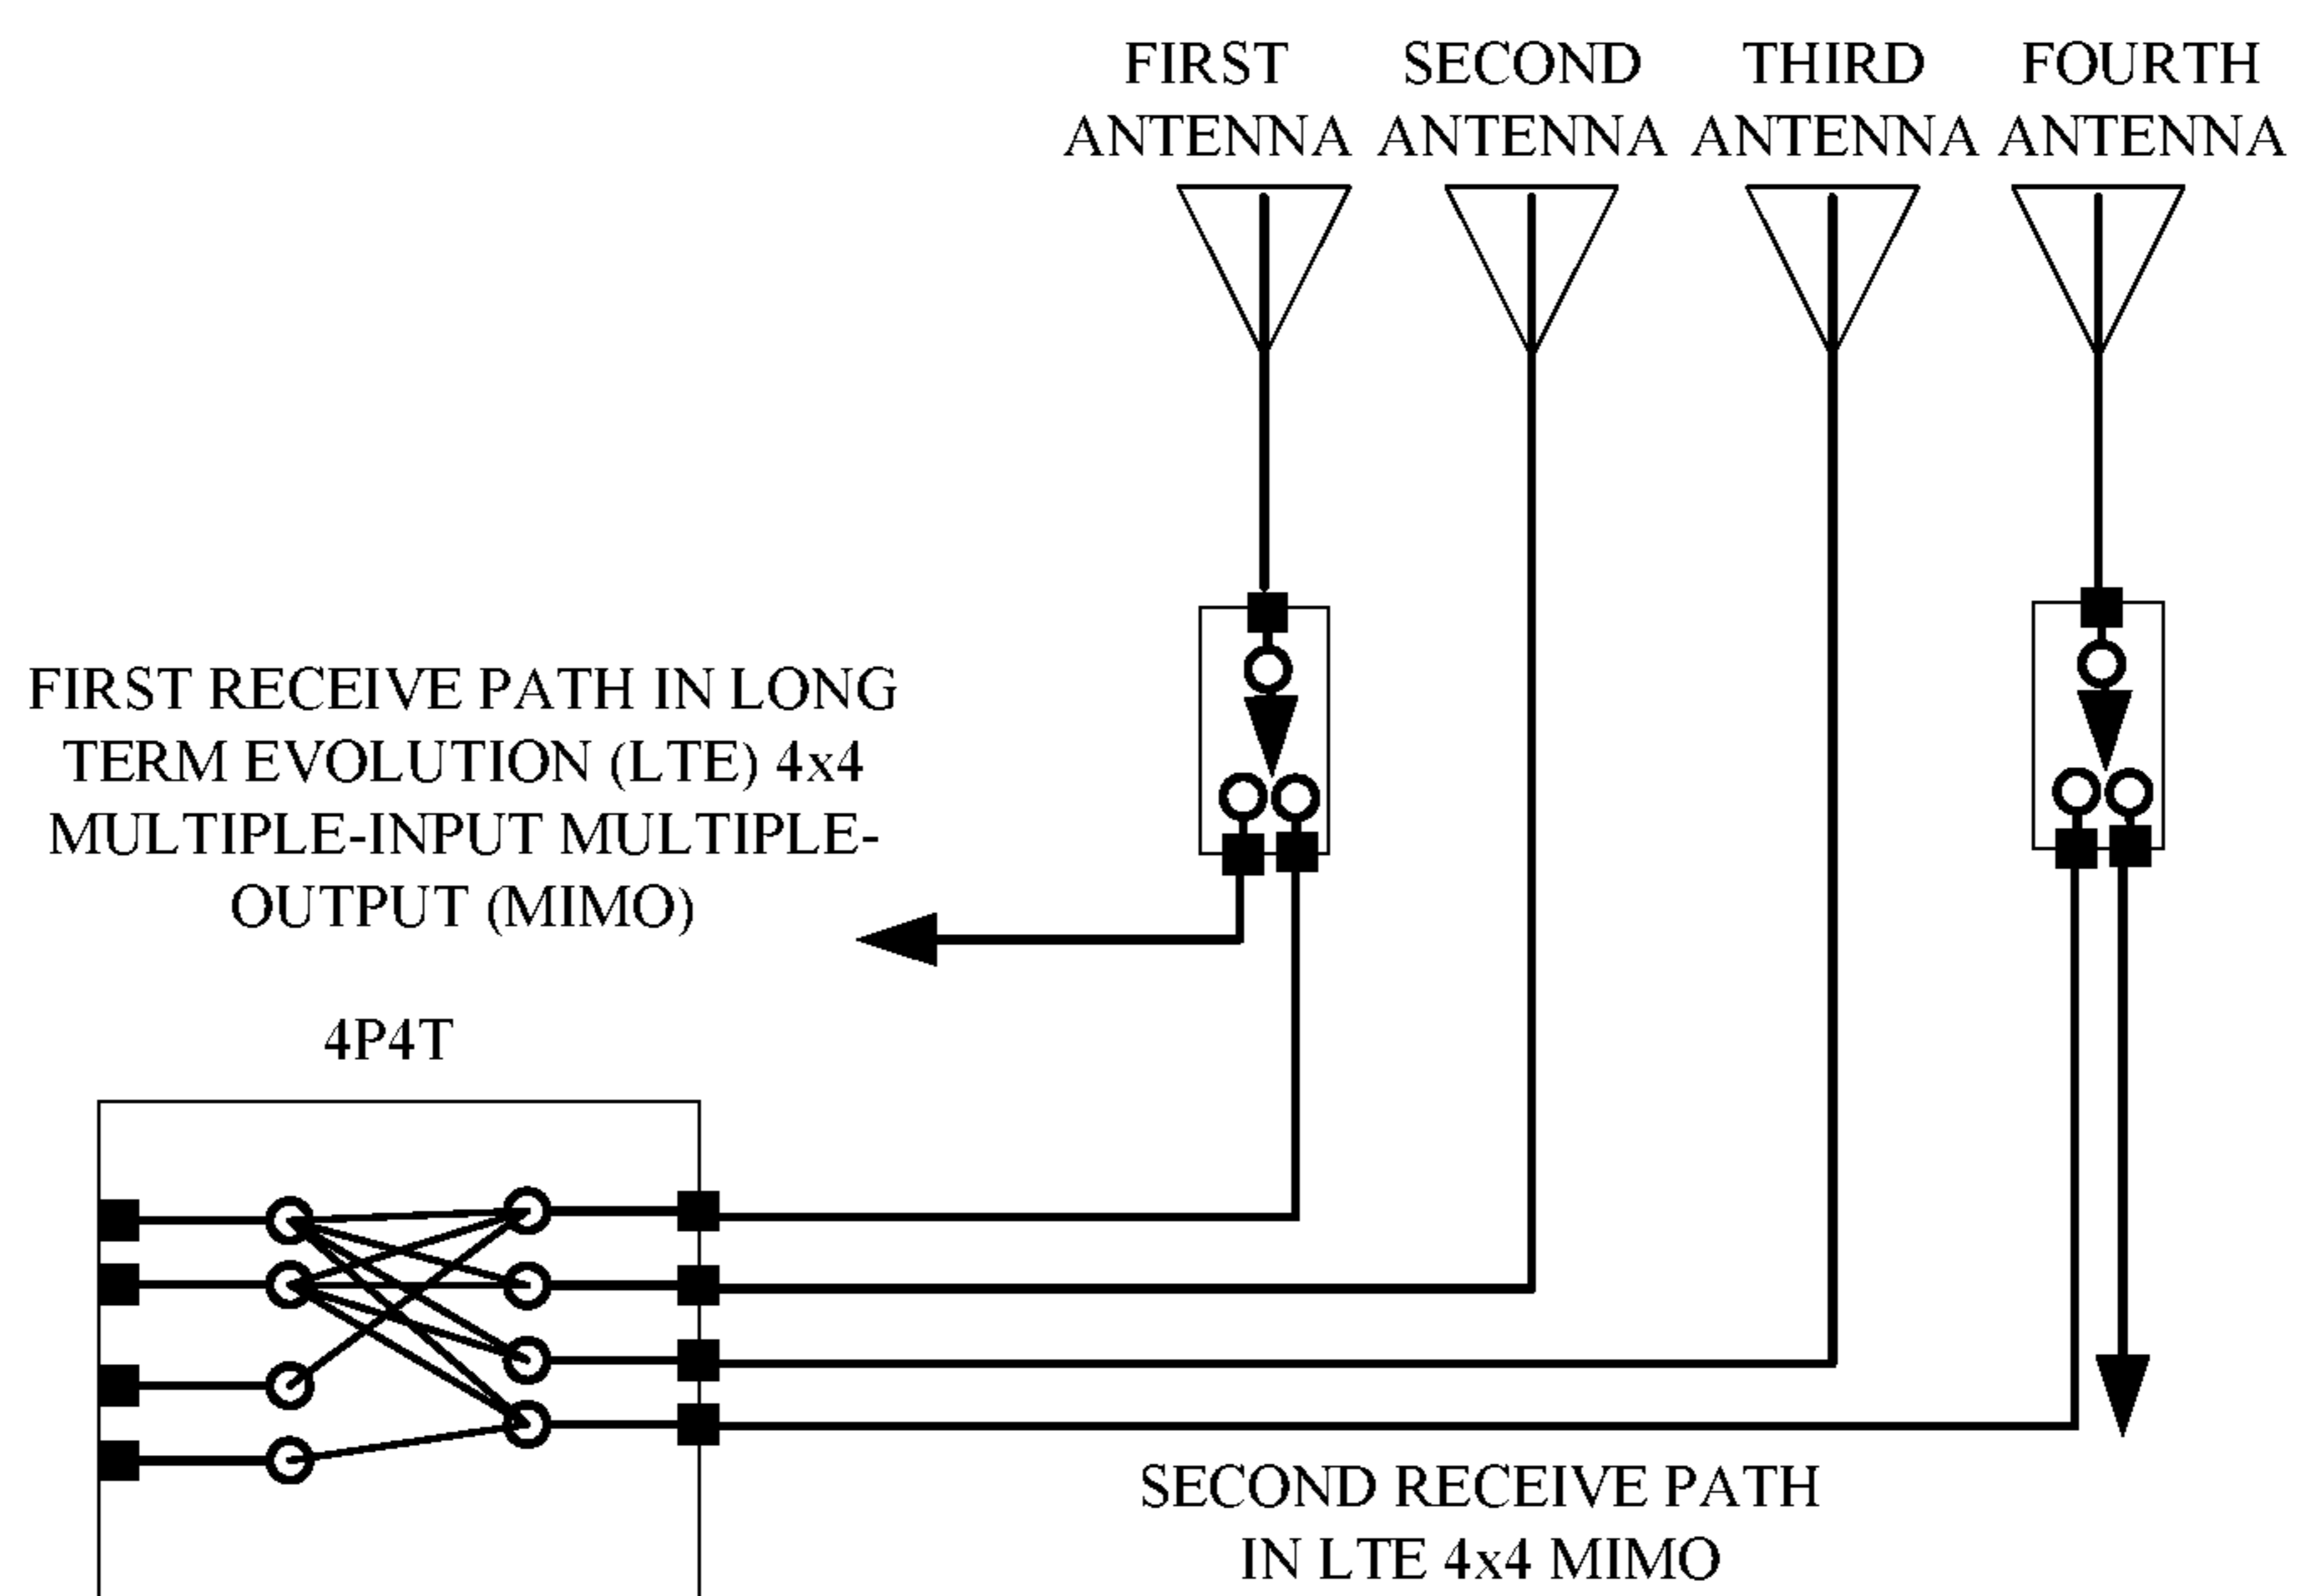 FIRST
ANTENNA
SECOND
ANTENNA
THIRD
ANTENNA
FOURTH
ANTENNA
FIRST RECEIVE PATH IN LONG
TERM EVOLUTION (LTE) 4x4
MULTIPLE-INPUT MULTIPLE-
OUTPUT (MIMO)
4P4T
SECOND RECEIVE PATH
IN LTE 4x4 MIMO